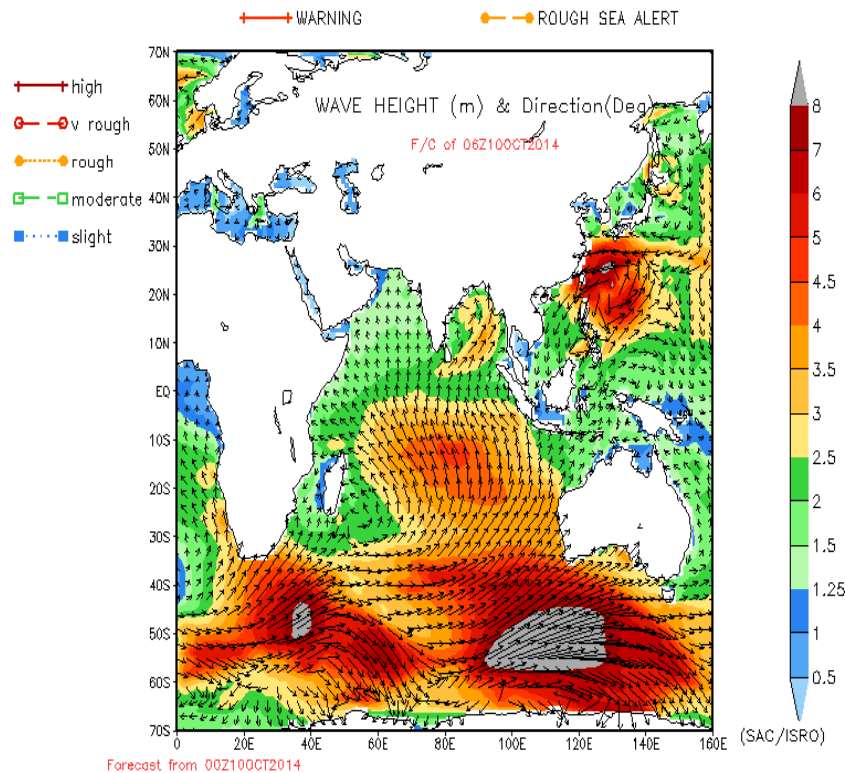 WARNING
ROUGH SEA ALERT
high
v rough
rough
moderate
slight
WAVE HEIGHT (m) & Direction(Deg)
F/C of 06Z10OCT2014
70N
60N
50N
40N
30N
20N
10N
EQ
10S
20S
30S
40S
50S
60S
70S
0
20E
40E
60E
80E
100E
120E
140E
160E
8
7
6
5
4.5
4
3.5
3
2.5
2
1.5
1.25
1
0.5
(SAC/ISRO)
Forecast from 00Z10OCT2014